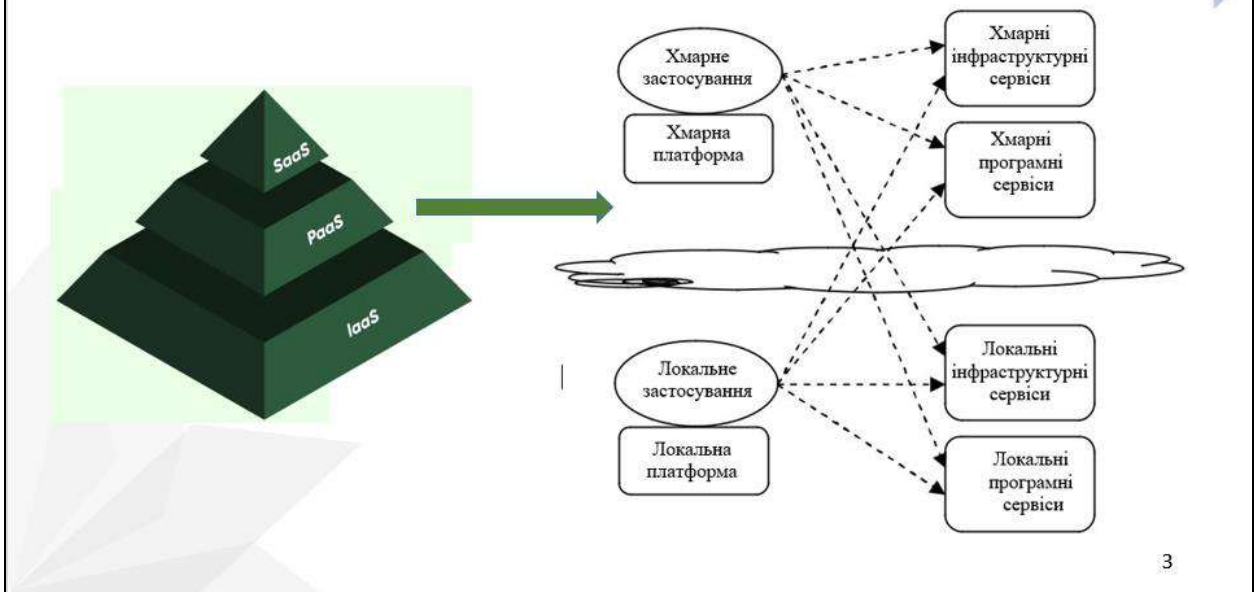 SaaS
PaaS
IaaS
Хмарне
застосування
Хмарна
платформа
Хмарні
інфраструктурні
сервіси
Хмарні
програмні
сервіси
Локальне
застосування
Локальна
платформа
Локальні
інфраструктурні
сервіси
Локальні
програмні
сервіси
3